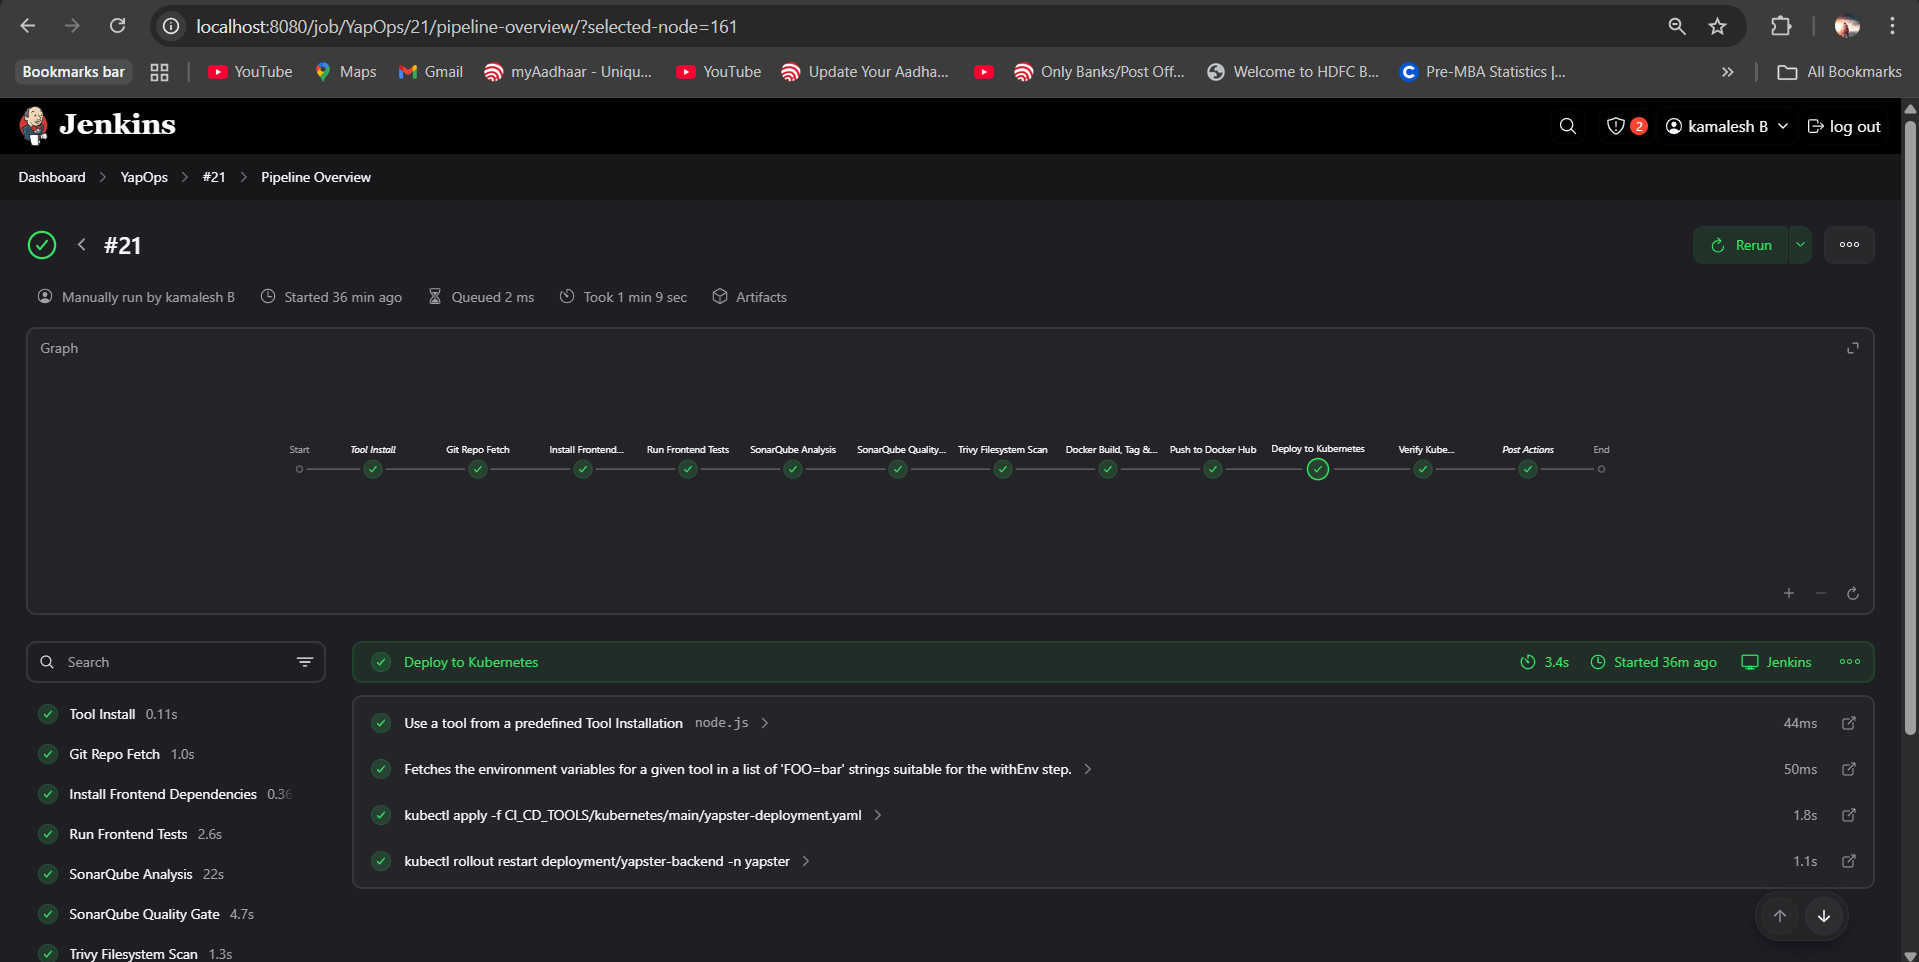 localhost:8080/job/YapOps/21/pipeline-overview/?selected-node=161
Bookmarks bar YouTube Maps Gmail myAadhaar - Uniqu... YouTube Update Your Aadha... Only Banks/Post Off... Welcome to HDFC B... Pre-MBA Statistics |... All Bookmarks
Jenkins 2 kamalesh B log out
Dashboard YapOps #21 Pipeline Overview
#21 Rerun
Manually run by kamalesh B Started 36 min ago Queued 2 ms Took 1 min 9 sec Artifacts
Graph
Start Tool Install Git Repo Fetch Install Frontend... Run Frontend Tests SonarQube Analysis SonarQube Quality... Trivy Filesystem Scan Docker Build, Tag &... Push to Docker Hub Deploy to Kubernetes Verify Kube... Post Actions End
Search
Tool Install 0.11s
Git Repo Fetch 1.0s
Install Frontend Dependencies 0.36
Run Frontend Tests 2.6s
SonarQube Analysis 22s
SonarQube Quality Gate 4.7s
Trivy Filesystem Scan 1.3s
Deploy to Kubernetes 3.4s Started 36m ago Jenkins
Use a tool from a predefined Tool Installation node.js 44ms
Fetches the environment variables for a given tool in a list of 'FOO=bar' strings suitable for the withEnv step. 50ms
kubectl apply -f CI_CD_TOOLS/kubernetes/main/yapster-deployment.yaml 1.8s
kubectl rollout restart deployment/yapster-backend -n yapster 1.1s